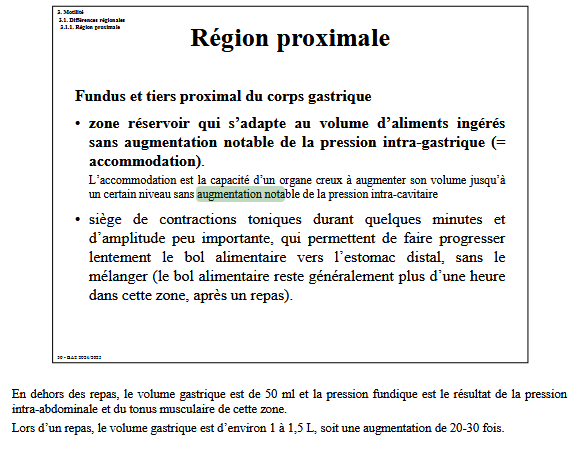 3. Motilité
3.1. Différences régionales
3.1.1. Région proximale
Région proximale
Fundus et tiers proximal du corps gastrique
• zone réservoir qui s’adapte au volume d’aliments ingérés
sans augmentation notable de la pression intra-gastrique (=
accommodation).
L’accommodation est la capacité d’un organe creux à augmenter son volume jusqu’à
un certain niveau sans augmentation notable de la pression intra-cavitaire
• siège de contractions toniques durant quelques minutes et
d’amplitude peu importante, qui permettent de faire progresser
lentement le bol alimentaire vers l’estomac distal, sans le
mélanger (le bol alimentaire reste généralement plus d’une heure
dans cette zone, après un repas).
En dehors des repas, le volume gastrique est de 50 ml et la pression fundique est le résultat de la pression
intra-abdominale et du tonus musculaire de cette zone.
Lors d’un repas, le volume gastrique est d’environ 1 à 1,5 L, soit une augmentation de 20-30 fois.